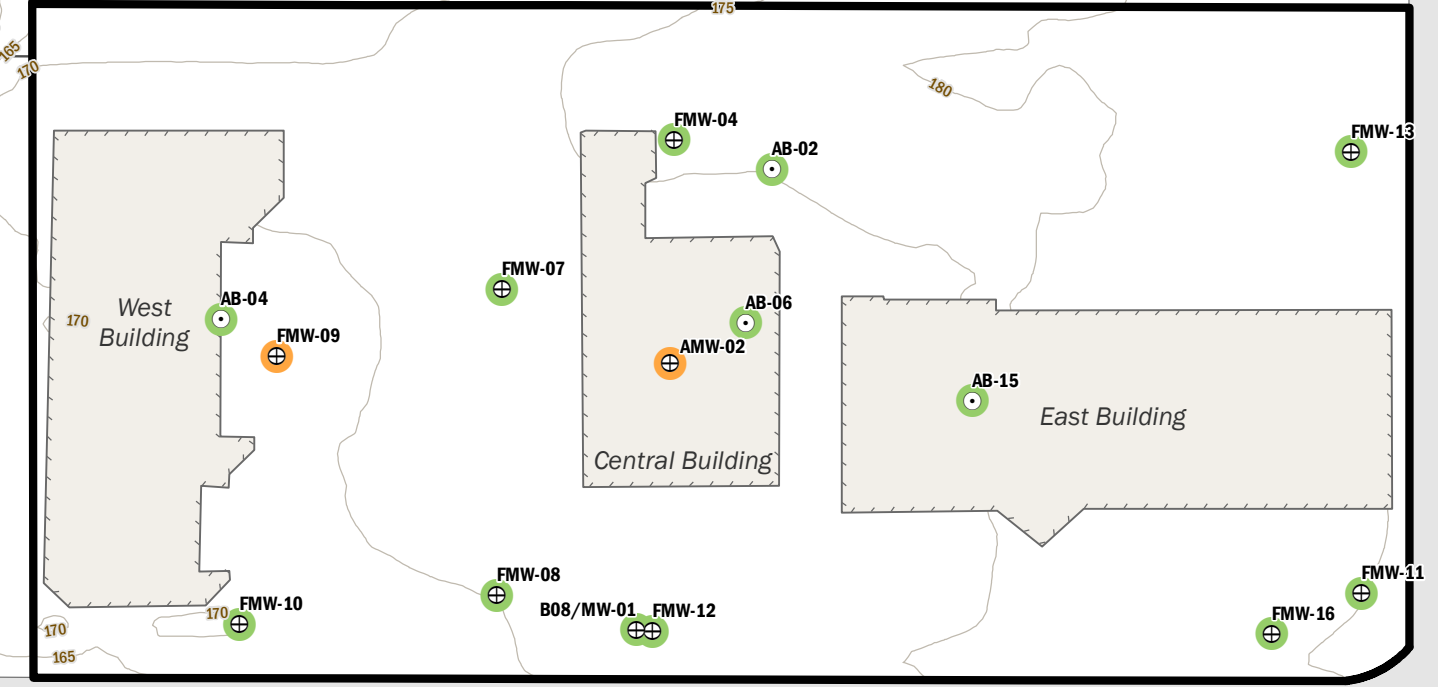 175
165
170
180
FMW-04
AB-02
FMW-13
FMW-07
AB-04
West
Building
170
FMW-09
AB-06
AMW-02
AB-15
East Building
Central Building
FMW-08
FMW-11
B08/MW-01
FMW-12
FMW-10
170
FMW-16
170
165